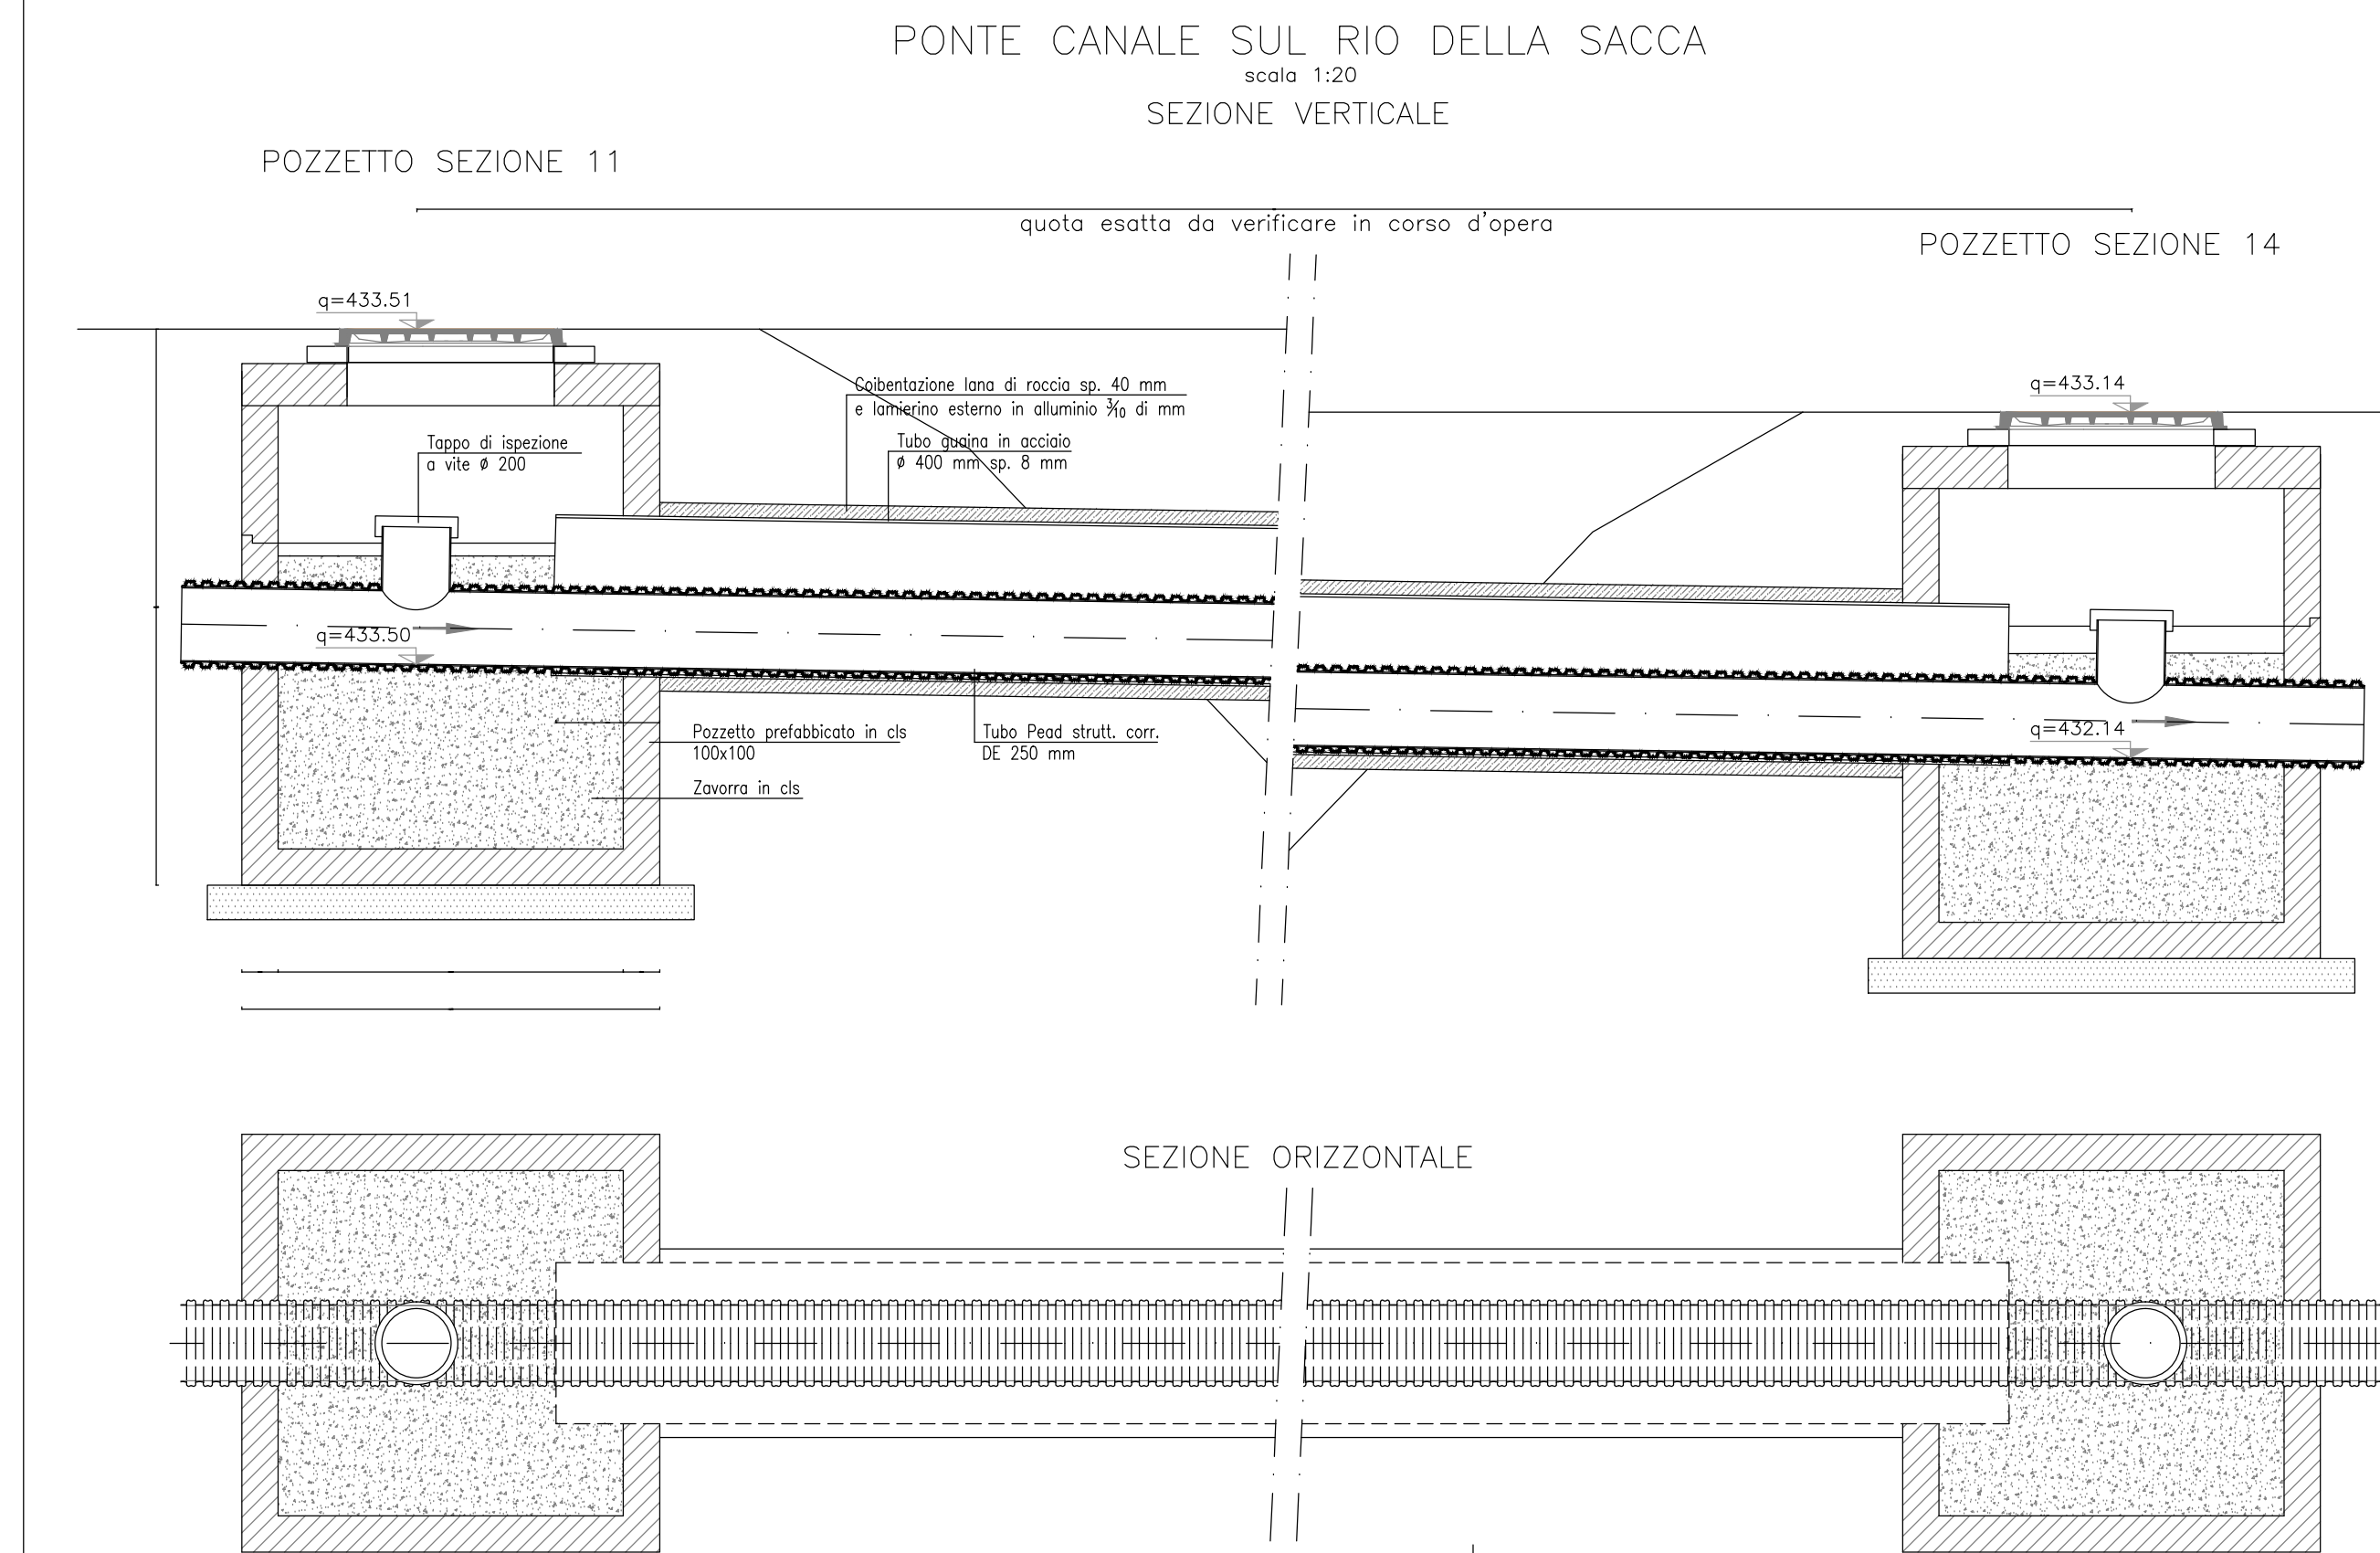 PONTE CANALE SUL RIO DELLA SACCA
scala 1:20
SEZIONE VERTICALE
POZZETTO SEZIONE 11
quota esatta da verificare in corso d'opera
POZZETTO SEZIONE 14
q=433.51
q=433.14
Coibentazione lana di roccia sp. 40 mm
e lamierino esterno in alluminio 3/10 di mm
Tappo di ispezione
a vite ø 200
Tubo guaina in acciaio
ø 400 mm sp. 8 mm
q=433.50
q=432.14
Pozzetto prefabbicato in cls
100x100
Tubo Pead strutt. corr.
DE 250 mm
Zavorra in cls
SEZIONE ORIZZONTALE